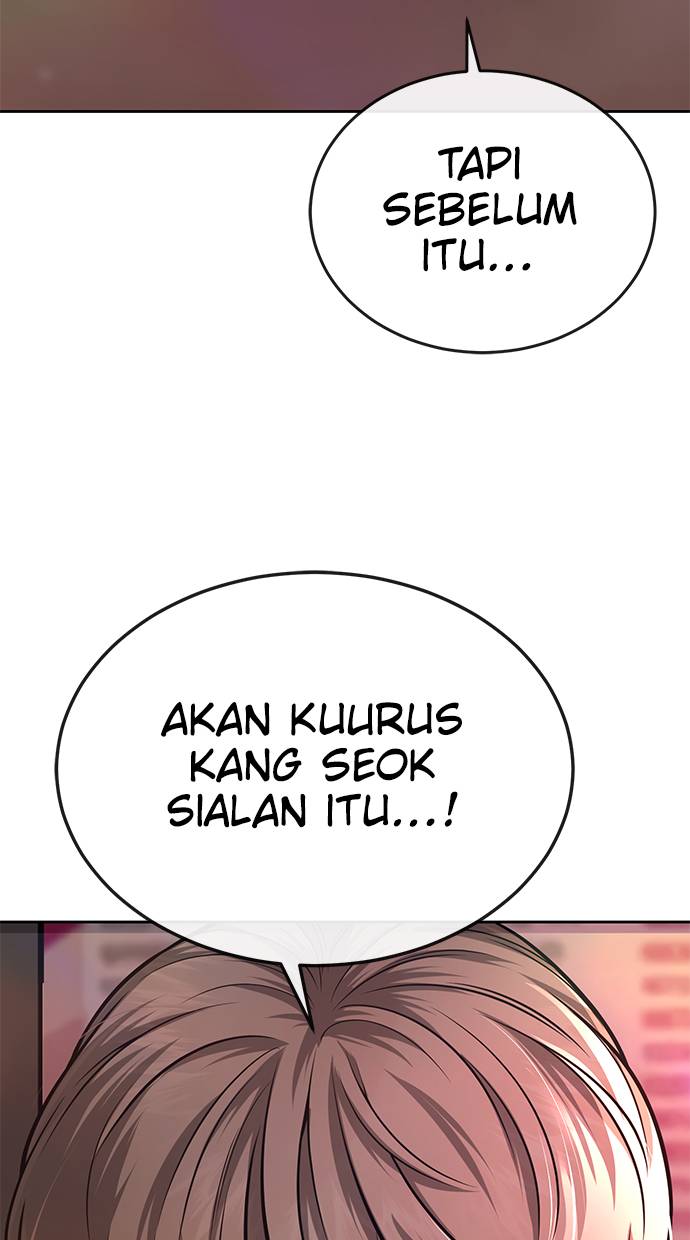 TAPI
SEBELUM
ITU...
AKAN KUURUS
KANG SEOK
SIALAN ITU...!